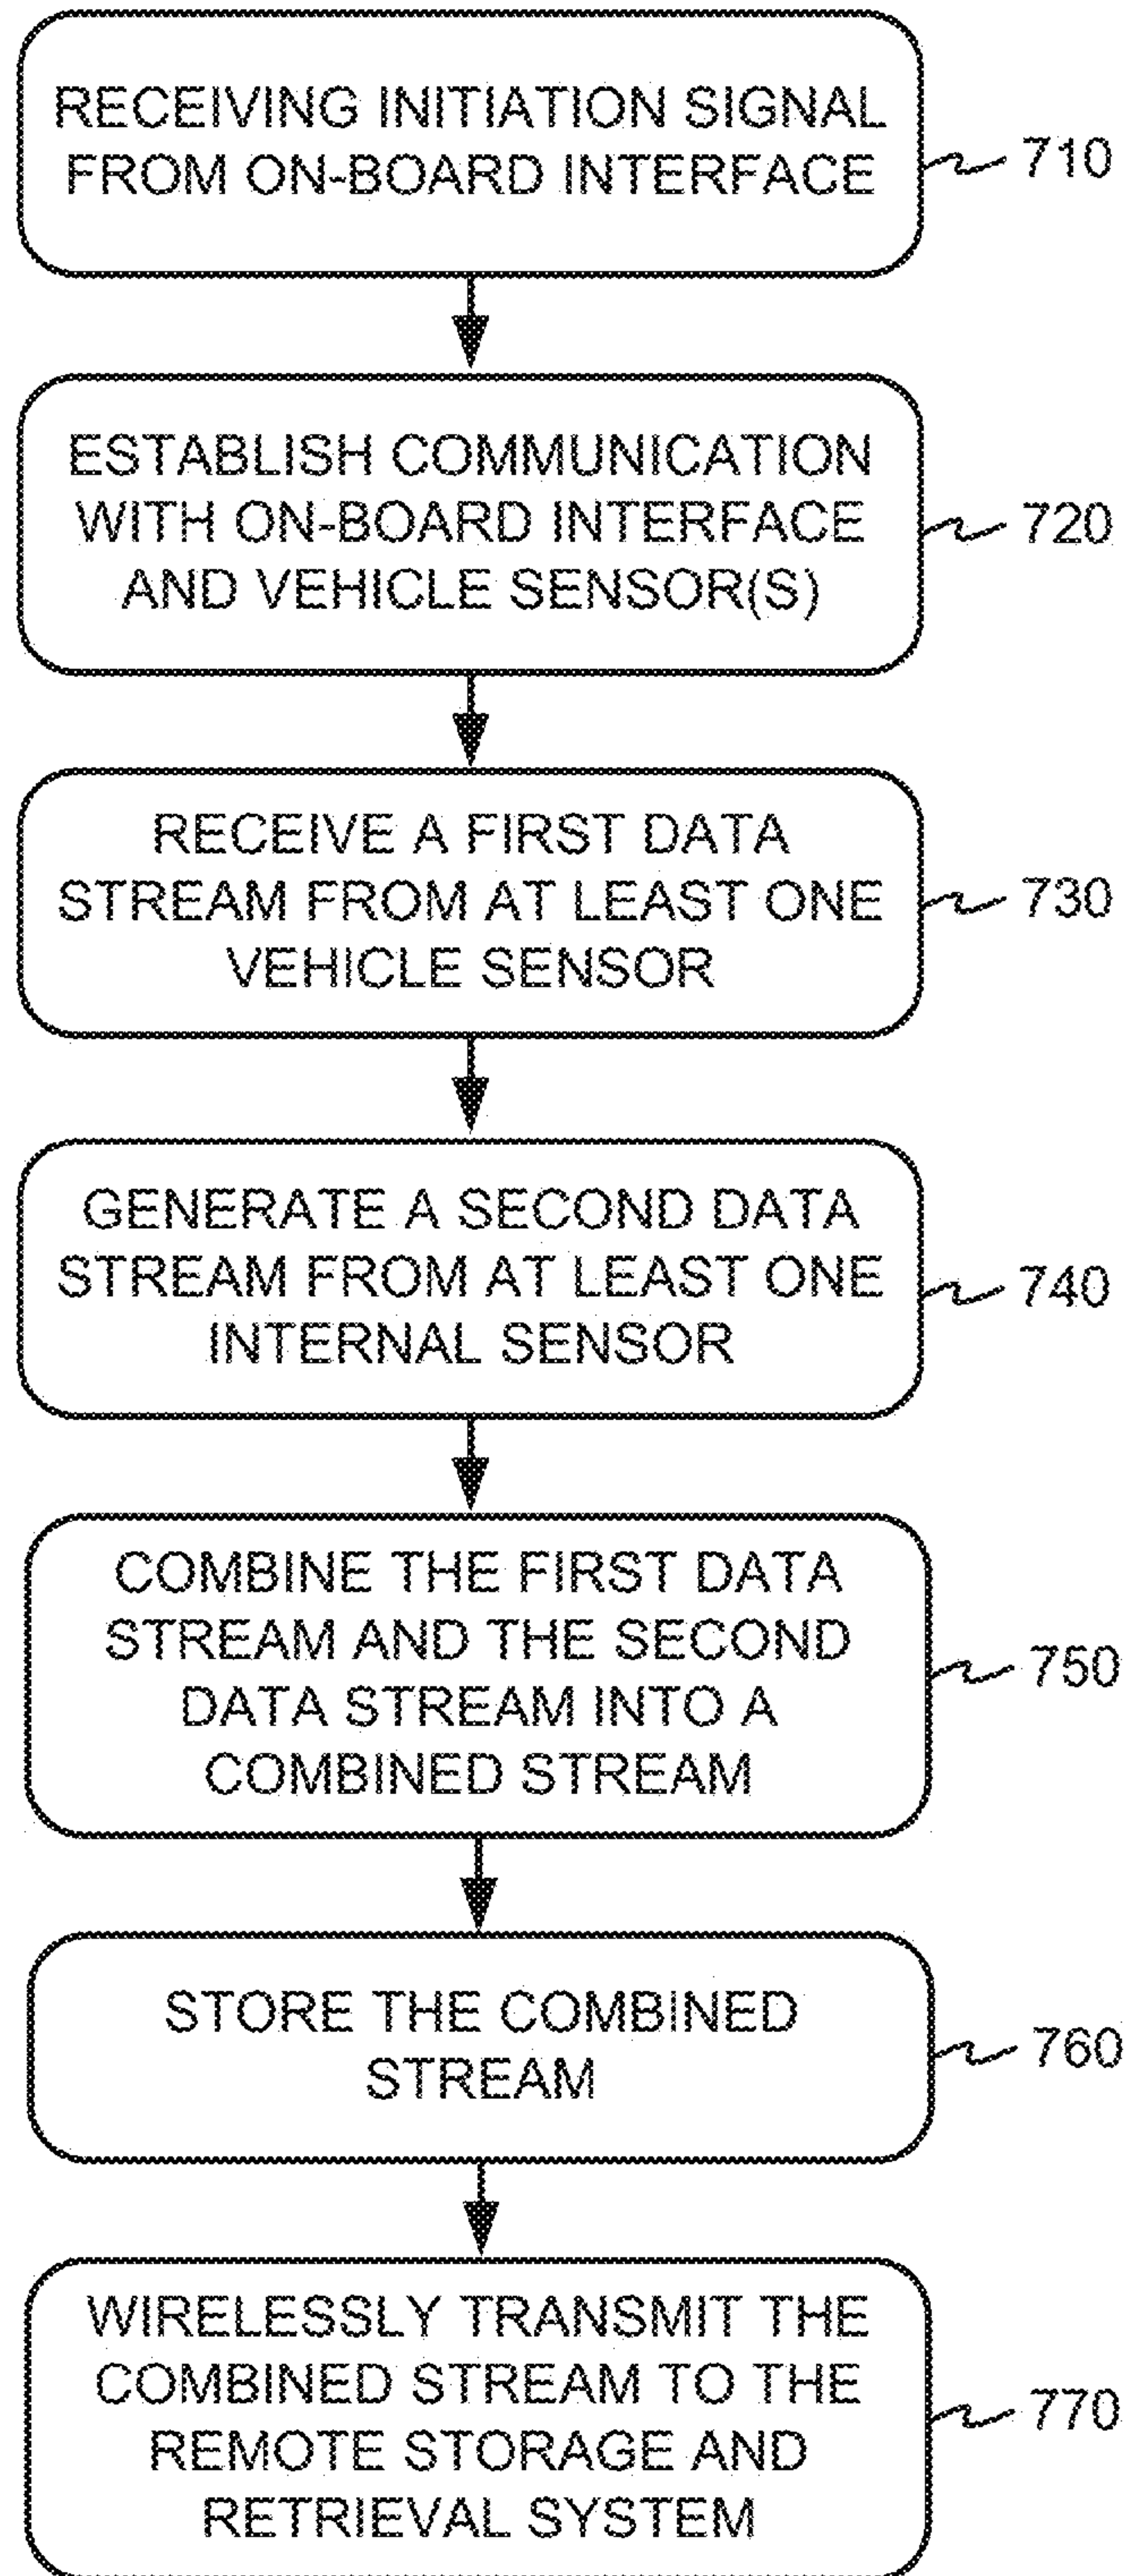 RECEIVING INITIATION SIGNAL
FROM ON-BOARD INTERFACE
710
ESTABLISH COMMUNICATION
WITH ON-BOARD INTERFACE
AND VEHICLE SENSOR(S)
720
RECEIVE A FIRST DATA
STREAM FROM AT LEAST ONE
VEHICLE SENSOR
730
GENERATE A SECOND DATA
STREAM FROM AT LEAST ONE
INTERNAL SENSOR
740
COMBINE THE FIRST DATA
STREAM AND THE SECOND
DATA STREAM INTO A
COMBINED STREAM
750
STORE THE COMBINED
STREAM
760
WIRELESSLY TRANSMIT THE
COMBINED STREAM TO THE
REMOTE STORAGE AND
RETRIEVAL SYSTEM
770